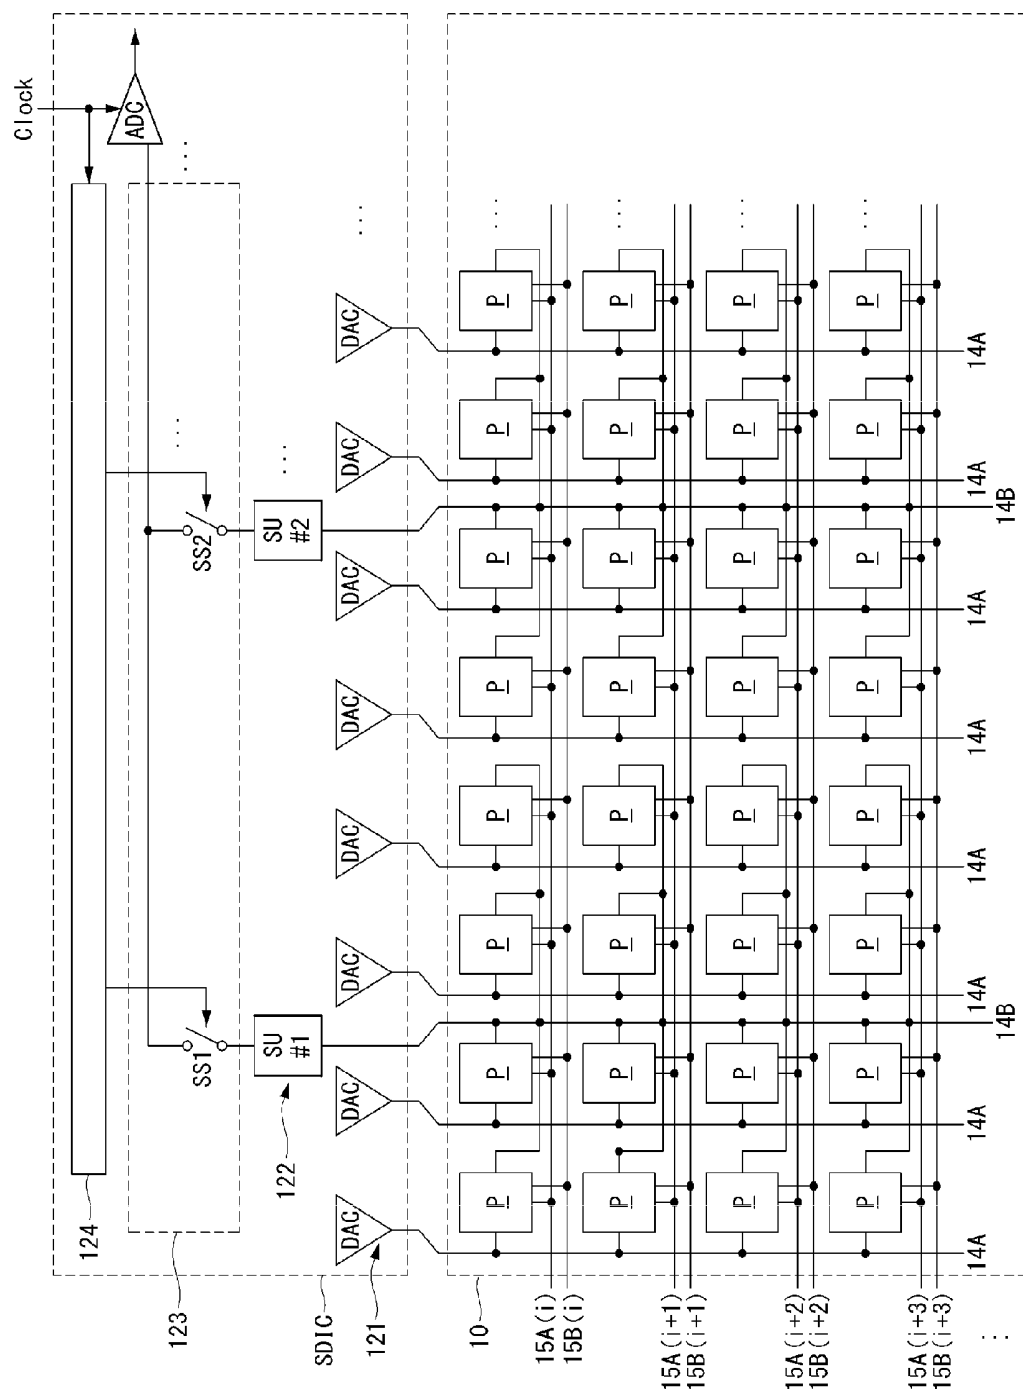 Clock
124
ADC
123
SS1
SS2
122
SU
#1
SU
#2
SDIC
DAC DAC DAC DAC DAC DAC DAC DAC
121
10
P P P P P P P P
15A(i)
15B(i)
P P P P P P P P
15A(i+1)
15B(i+1)
P P P P P P P P
15A(i+2)
15B(i+2)
P P P P P P P P
15A(i+3)
15B(i+3)
14A 14A 14A 14A 14A 14A 14A 14A
14B 14B